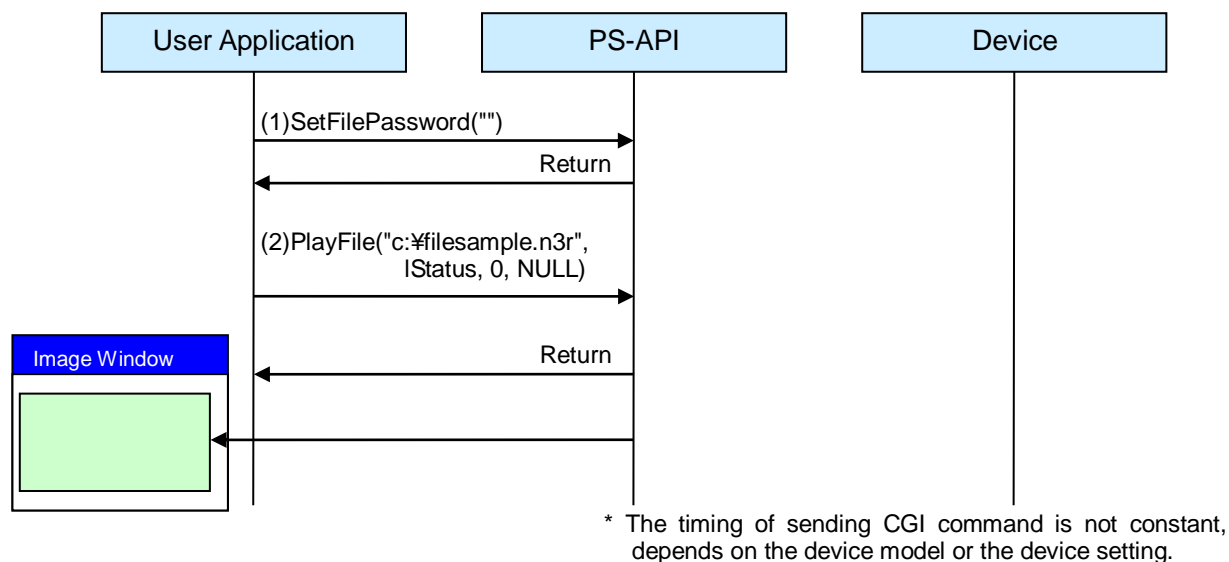 User Application
PS-API
Device
(1)SetFilePassword("")
Return
(2)PlayFile("c:¥filesample.n3r",
lStatus, 0, NULL)
Image Window
Return
* The timing of sending CGI command is not constant,
depends on the device model or the device setting.